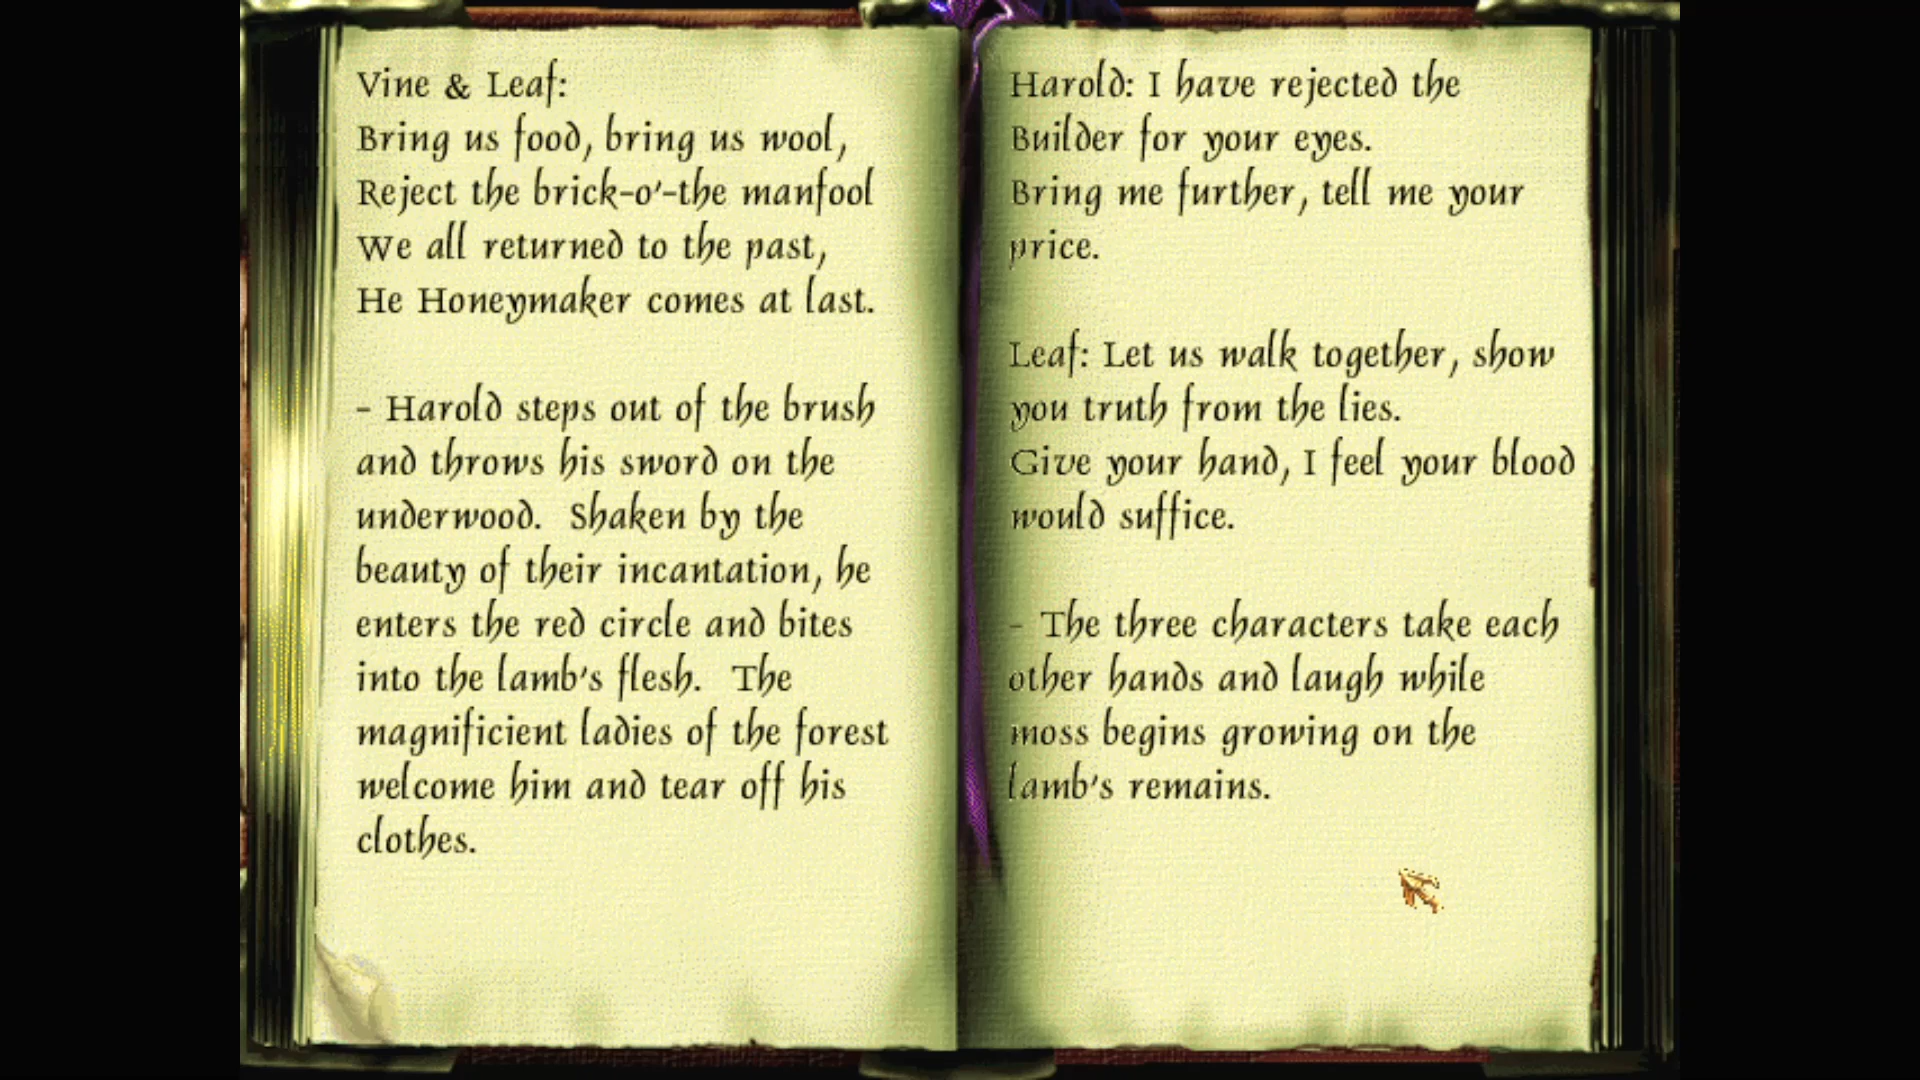 Vine & Leaf:
Bring us food, bring us wool,
Reject the brick-o'-the manfool
We all returned to the past,
He Honeymaker comes at last.
- Harold steps out of the brush
and throws his sword on the
underwood.  Shaken by the
beauty of their incantation, he
enters the red circle and bites
into the lamb's flesh.  The
magnificient ladies of the forest
welcome him and tear off his
clothes.
Harold: I have rejected the
Builder for your eyes.
Bring me further, tell me your
price.
Leaf: Let us walk together, show
you truth from the lies.
Give your hand, I feel your blood
would suffice.
- The three characters take each
other hands and laugh while
moss begins growing on the
lamb's remains.